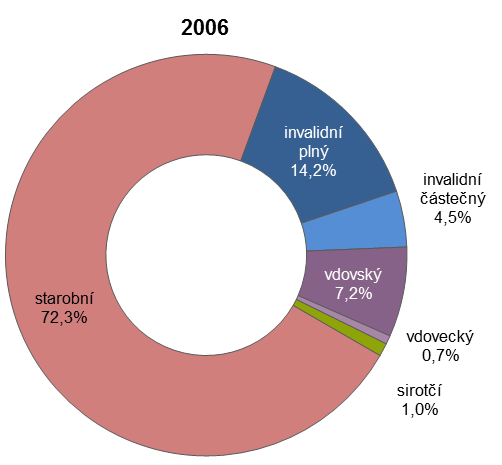 2006
invalidní
plný
14,2%
invalidní
částečný
4,5%
vdovský
7,2%
vdovecký
0,7%
sirotčí
1,0%
starobní
72,3%